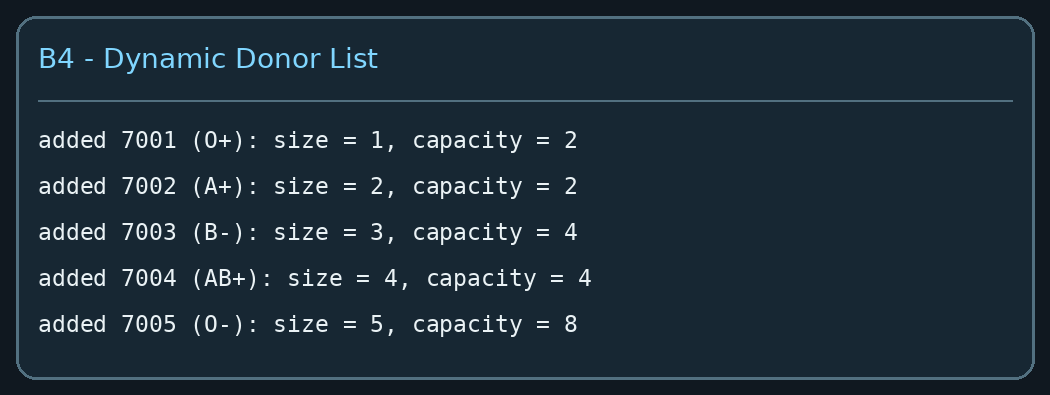 B4 - Dynamic Donor List
added 7001 (O+): size = 1, capacity = 2
added 7002 (A+): size = 2, capacity = 2
added 7003 (B-): size = 3, capacity = 4
added 7004 (AB+): size = 4, capacity = 4
added 7005 (O-): size = 5, capacity = 8